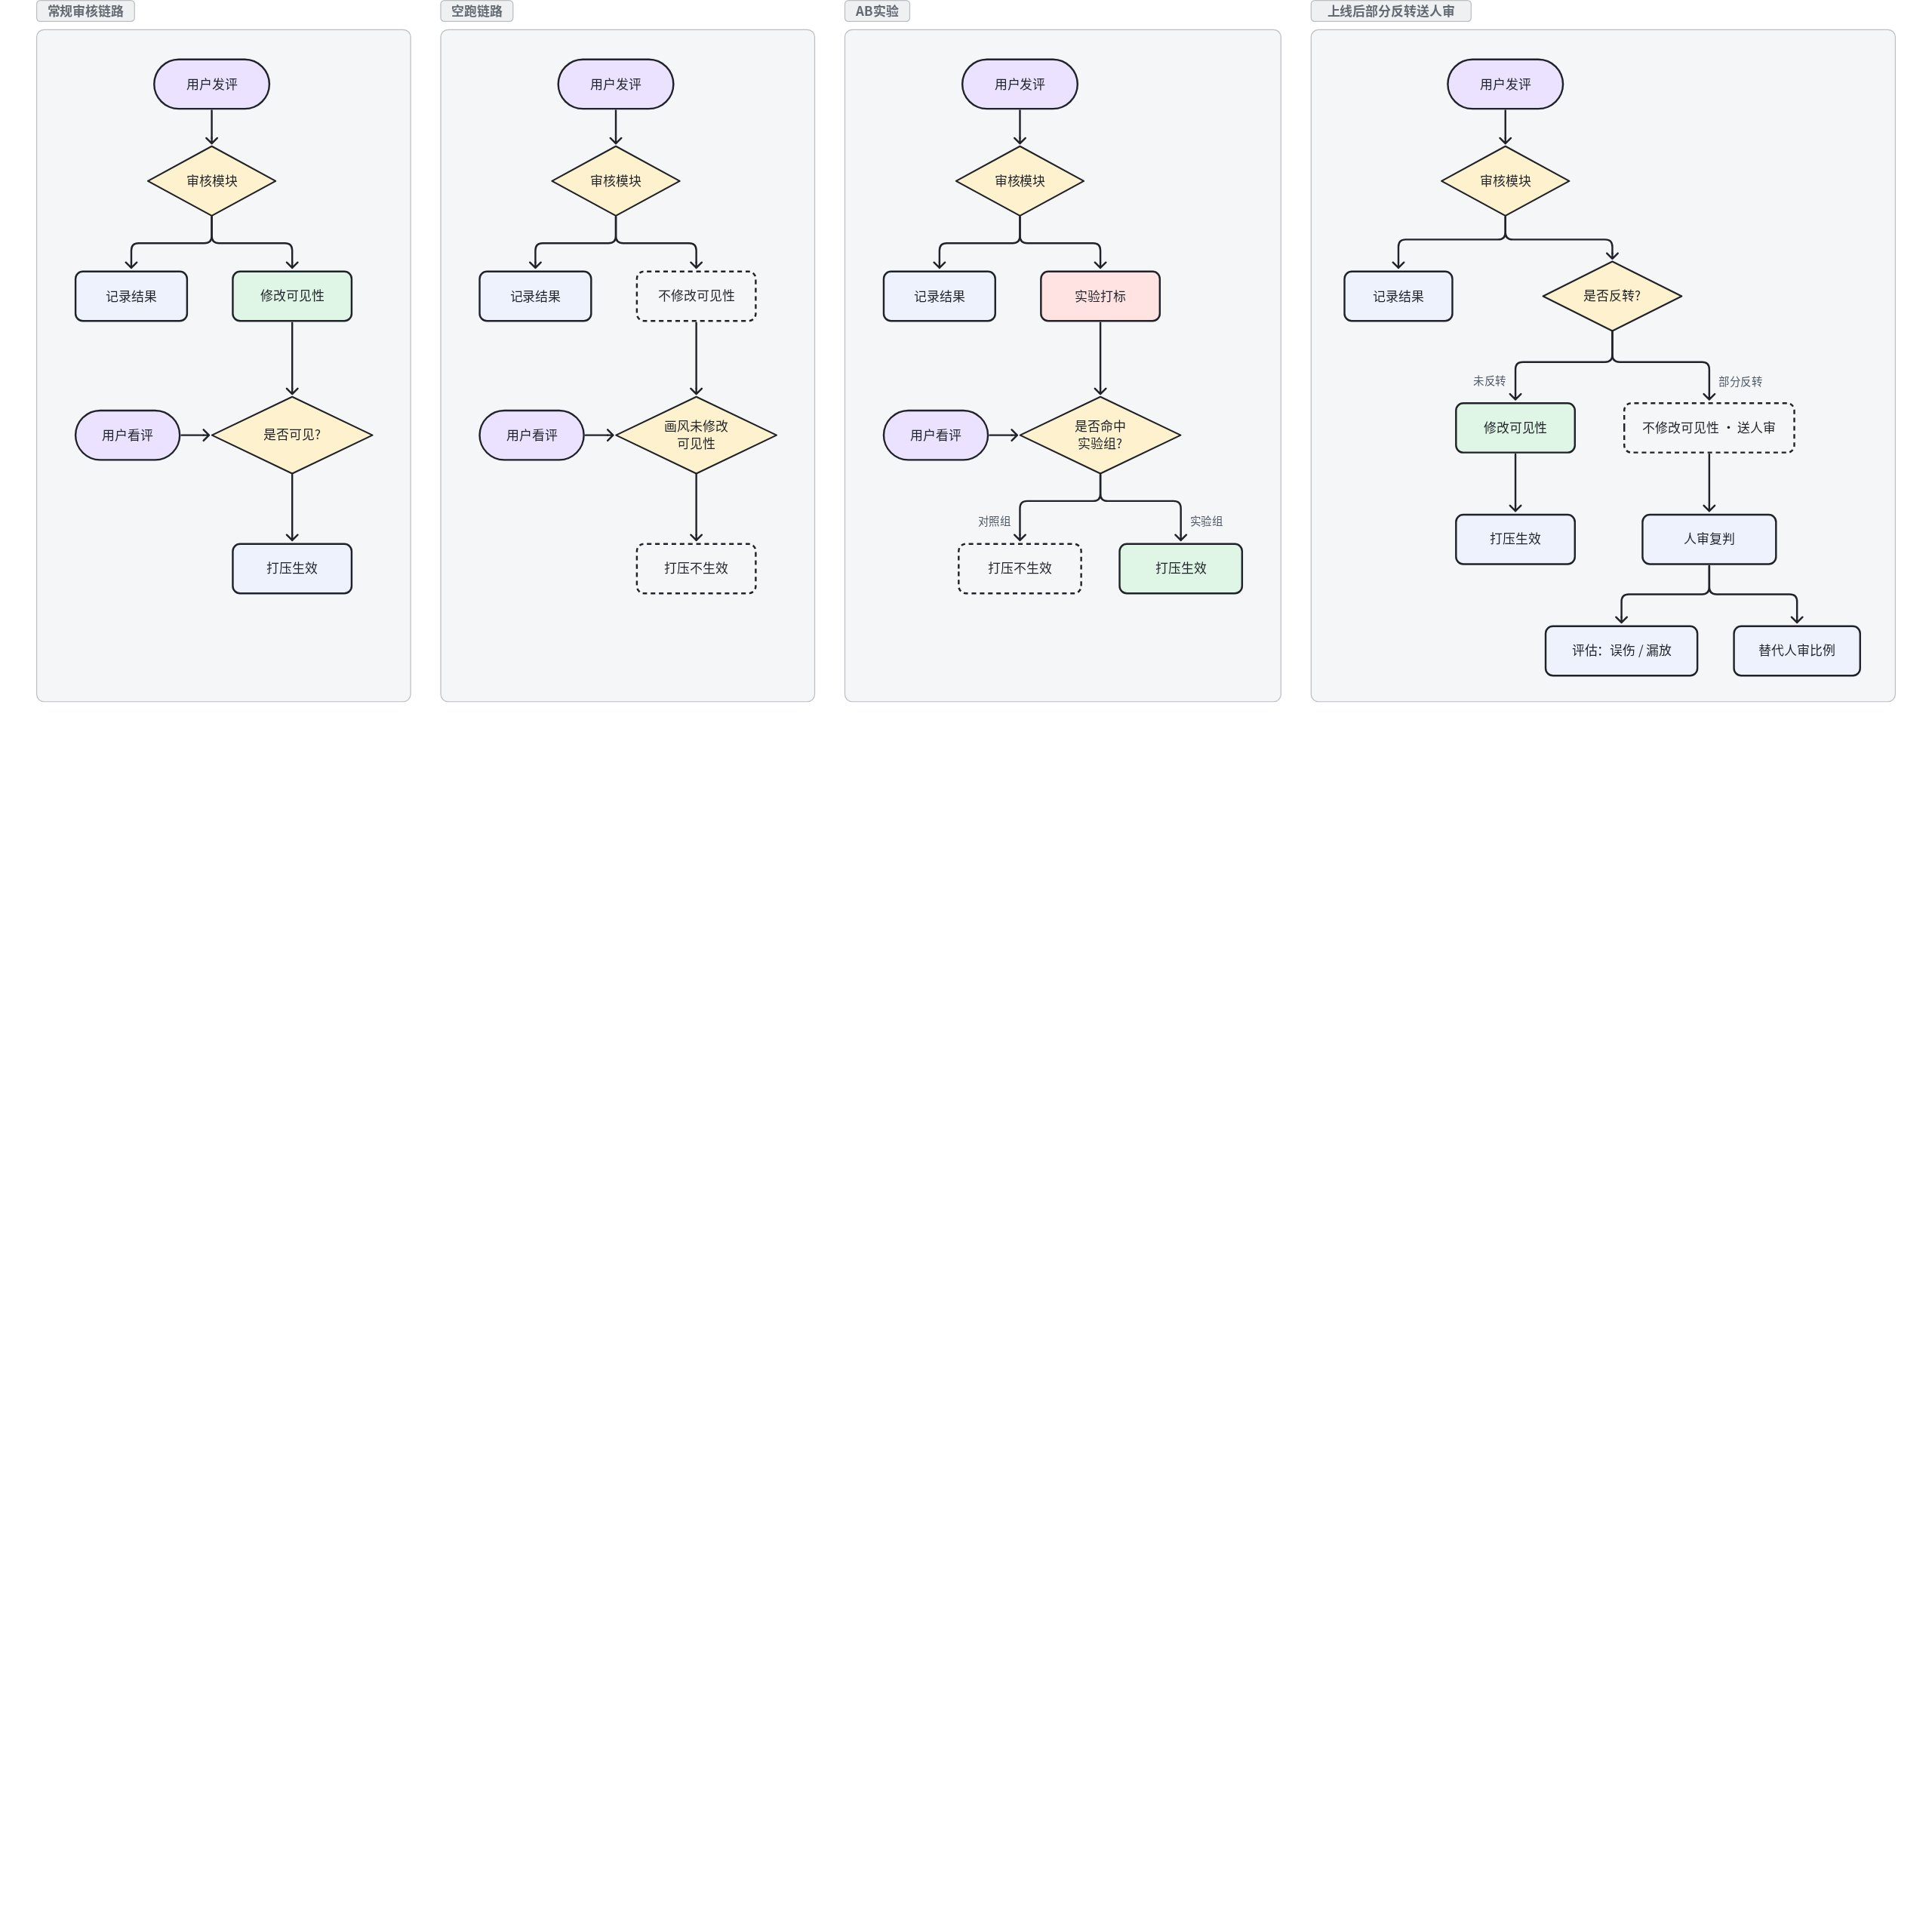 常规审核链路
用户发评
审核模块
记录结果
修改可见性
用户看评
是否可见?
打压生效
空跑链路
用户发评
审核模块
记录结果
不修改可见性
用户看评
画风未修改
可见性
打压不生效
AB实验
用户发评
审核模块
记录结果
实验打标
用户看评
是否命中
实验组?
对照组
实验组
打压不生效
打压生效
上线后部分反转送人审
用户发评
审核模块
记录结果
是否反转?
未反转
部分反转
修改可见性
不修改可见性 · 送人审
打压生效
人审复判
评估：误伤 / 漏放
替代人审比例